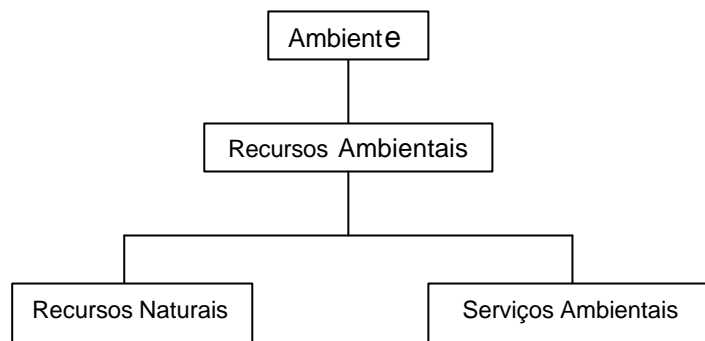 Ambiente
Recursos Ambientais
Recursos Naturais
Serviços Ambientais